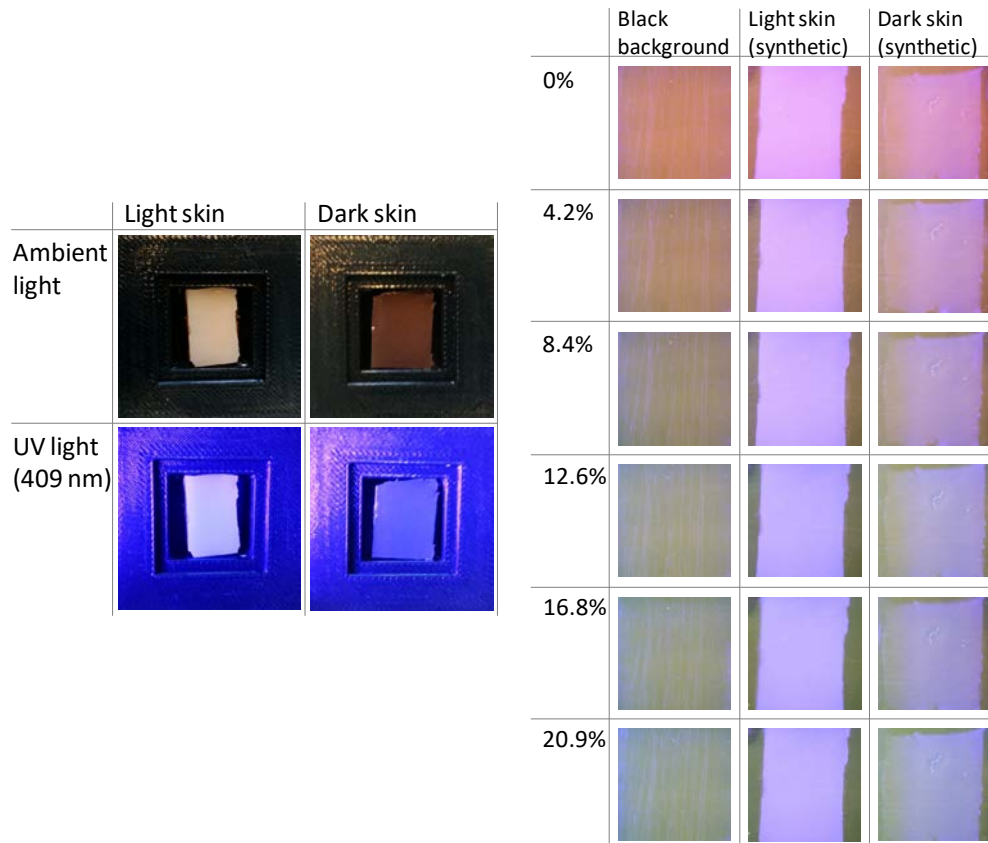 Light skin
Dark skin
Ambient
light
UV light
(409 nm)
Black
background
Light skin
(synthetic)
Dark skin
(synthetic)
0%
4.2%
8.4%
12.6%
16.8%
20.9%